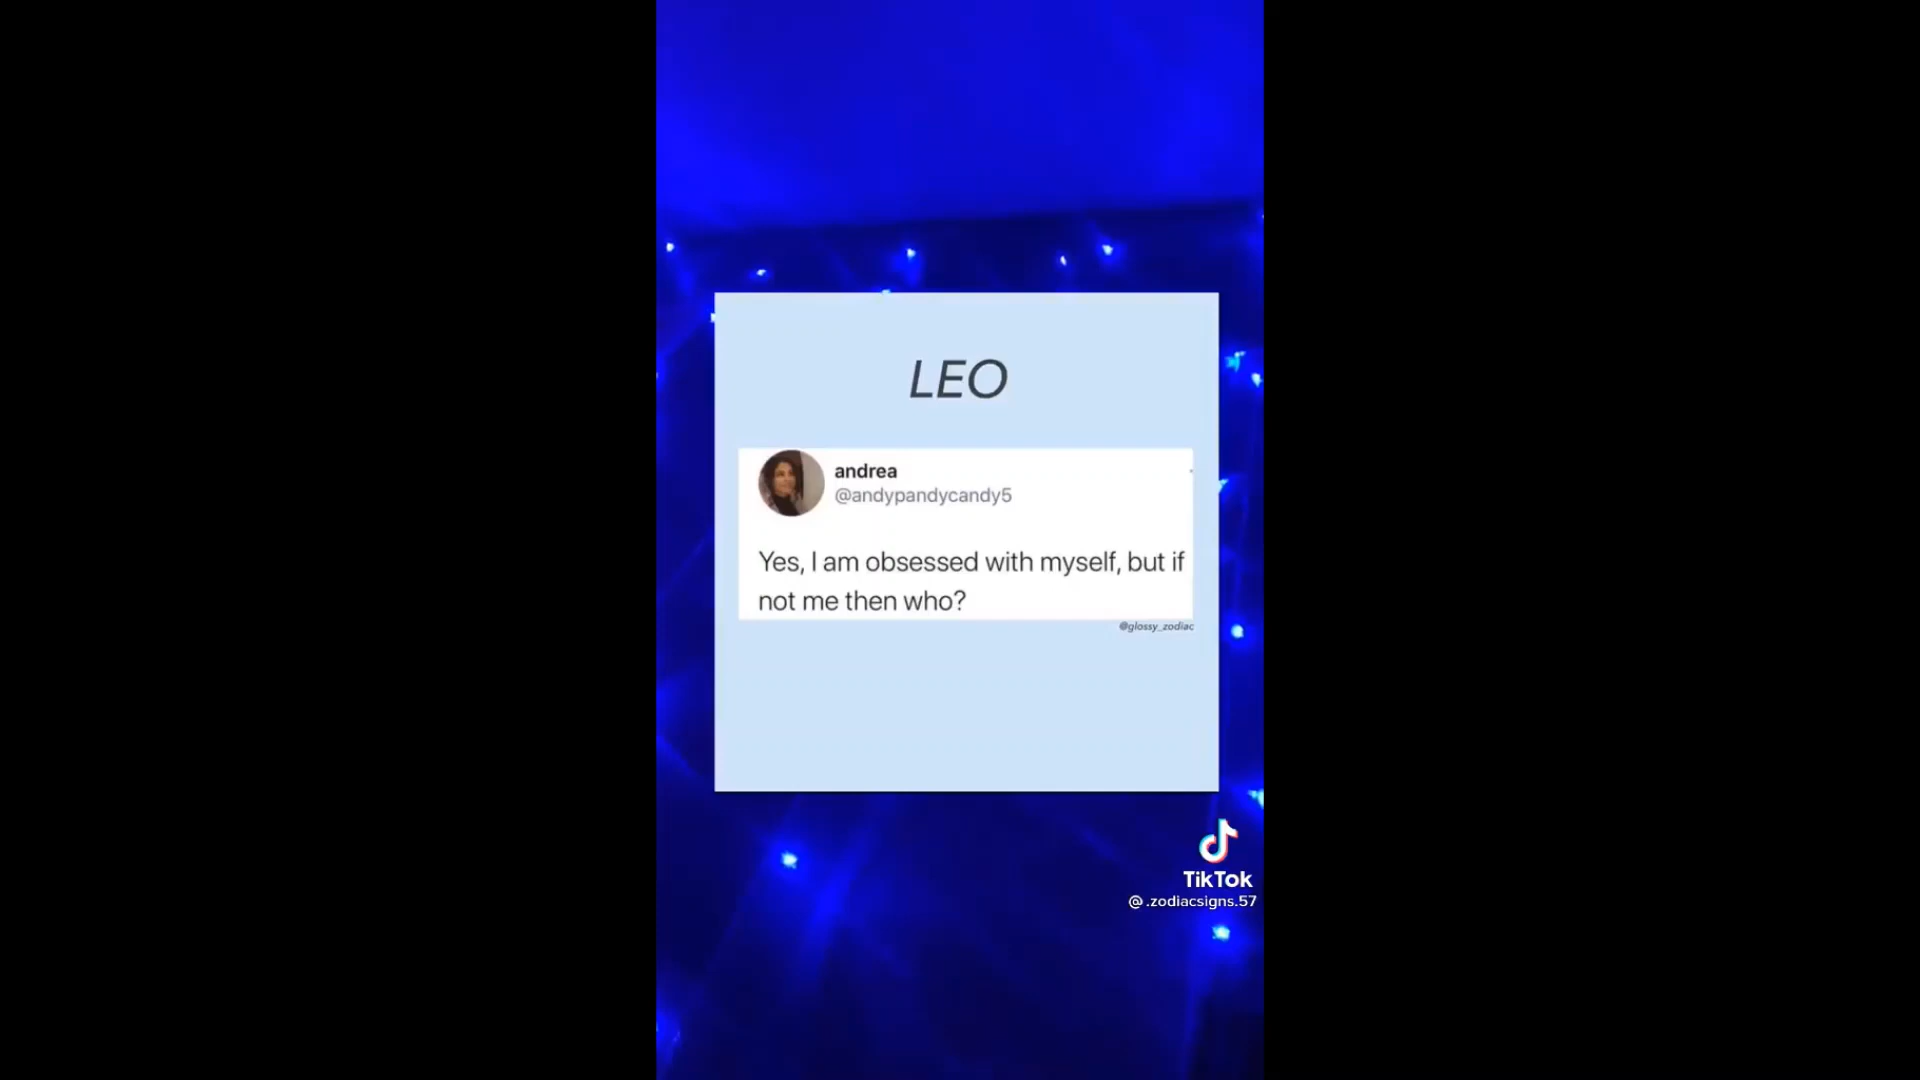 LEO
andrea
@andypandycandy5
Yes, I am obsessed with myself, but if
not me then who?
@glossy_zodiac
TikTok
@.zodiacsigns.57